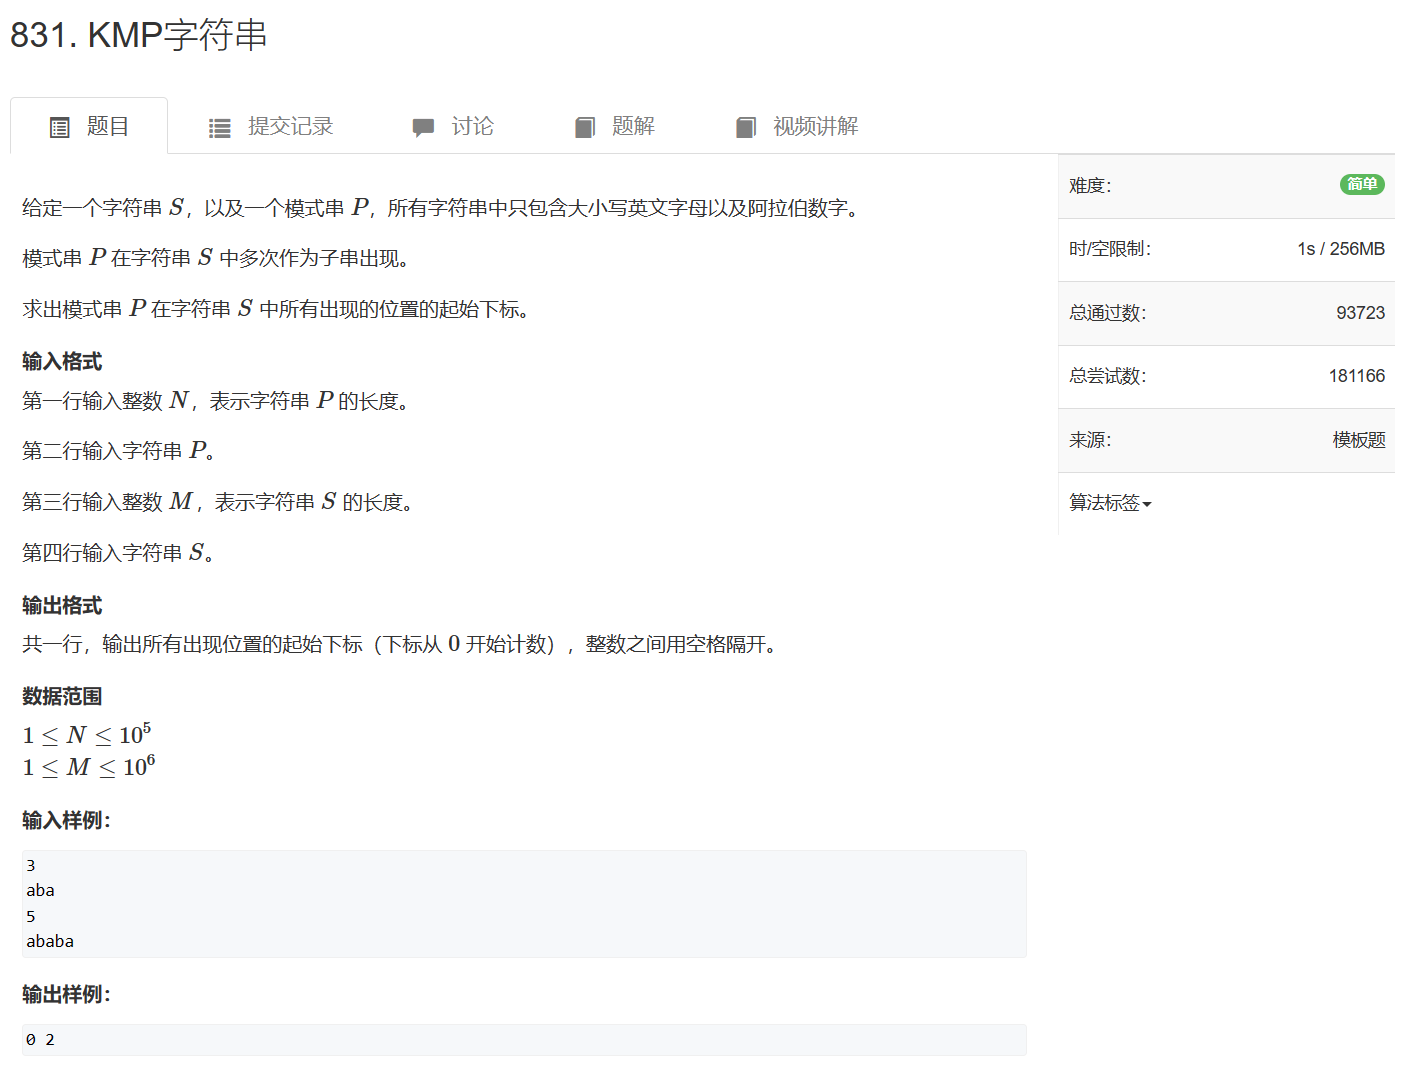 831. KMP字符串
题目 提交记录 讨论 题解 视频讲解
给定一个字符串 S，以及一个模式串 P，所有字符串中只包含大小写英文字母以及阿拉伯数字。
模式串 P 在字符串 S 中多次作为子串出现。
求出模式串 P 在字符串 S 中所有出现的位置的起始下标。
输入格式
第一行输入整数 N，表示字符串 P 的长度。
第二行输入字符串 P。
第三行输入整数 M，表示字符串 S 的长度。
第四行输入字符串 S。
输出格式
共一行，输出所有出现位置的起始下标（下标从 0 开始计数），整数之间用空格隔开。
数据范围
1 ≤ N ≤ 10⁵
1 ≤ M ≤ 10⁶
输入样例：
3
aba
5
ababa
输出样例：
0 2
难度： 简单
时/空限制： 1s / 256MB
总通过数： 93723
总尝试数： 181166
来源： 模板题
算法标签